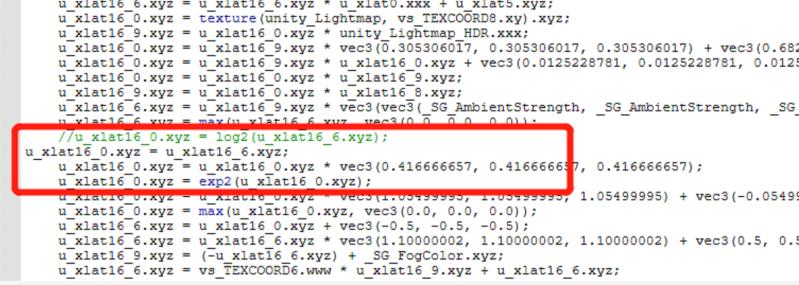 u_xlat16_6.xyz = u_xlat16_6.xyz * u_xlat0.xxx + u_xlat5.xyz;
u_xlat16_0.xyz = texture(unity_Lightmap, vs_TEXCOORD8.xy).xyz;
u_xlat16_9.xyz = u_xlat16_0.xyz * unity_Lightmap_HDR.xxx;
u_xlat16_0.xyz = u_xlat16_9.xyz * vec3(0.305306017, 0.305306017, 0.305306017) + vec3(0.682
u_xlat16_0.xyz = u_xlat16_9.xyz * u_xlat16_0.xyz + vec3(0.0125228781, 0.0125228781, 0.0125
u_xlat16_9.xyz = u_xlat16_0.xyz * u_xlat16_9.xyz;
u_xlat16_9.xyz = u_xlat16_0.xyz * u_xlat16_8.xyz;
u_xlat16_6.xyz = u_xlat16_9.xyz * vec3(vec3(_SG_AmbientStrength, _SG_AmbientStrength, _SG_
u_xlat16_6.xyz = max(u_xlat16_6.xyz, vec3(0.0, 0.0, 0.0));
//u_xlat16_0.xyz = log2(u_xlat16_6.xyz);
u_xlat16_0.xyz = u_xlat16_6.xyz;
u_xlat16_0.xyz = u_xlat16_0.xyz * vec3(0.416666657, 0.416666657, 0.416666657);
u_xlat16_0.xyz = exp2(u_xlat16_0.xyz);
u_xlat16_0.xyz = u_xlat16_0.xyz * vec3(1.05499995, 1.05499995, 1.05499995) + vec3(-0.05499
u_xlat16_0.xyz = max(u_xlat16_0.xyz, vec3(0.0, 0.0, 0.0));
u_xlat16_6.xyz = u_xlat16_0.xyz + vec3(-0.5, -0.5, -0.5);
u_xlat16_6.xyz = u_xlat16_6.xyz * vec3(1.10000002, 1.10000002, 1.10000002) + vec3(0.5, 0.5
u_xlat16_9.xyz = (-u_xlat16_6.xyz) + _SG_FogColor.xyz;
u_xlat16_6.xyz = vs_TEXCOORD6.www * u_xlat16_9.xyz + u_xlat16_6.xyz;